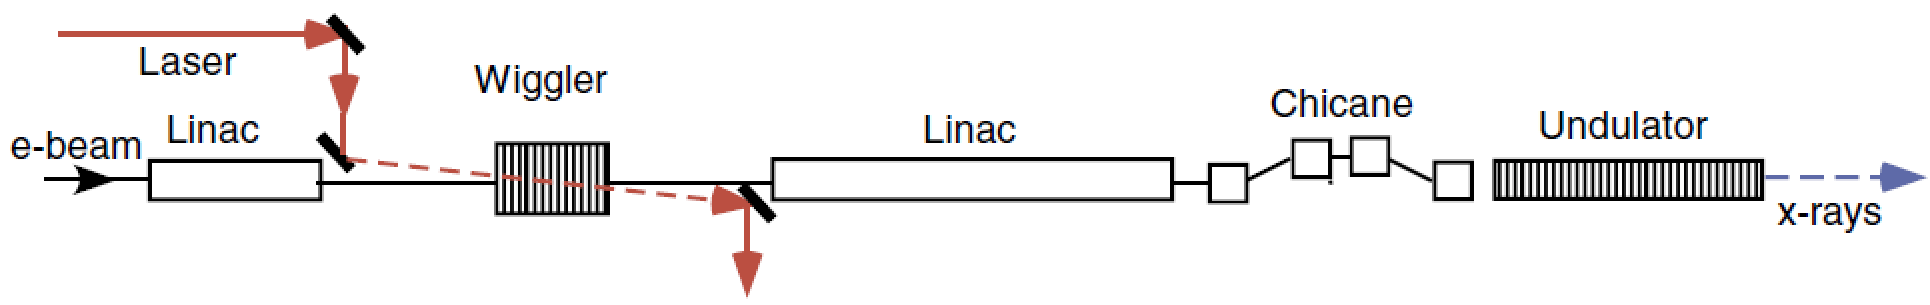 Laser
Wiggler
e-beam
Linac
Linac
Chicane
Undulator
x-rays